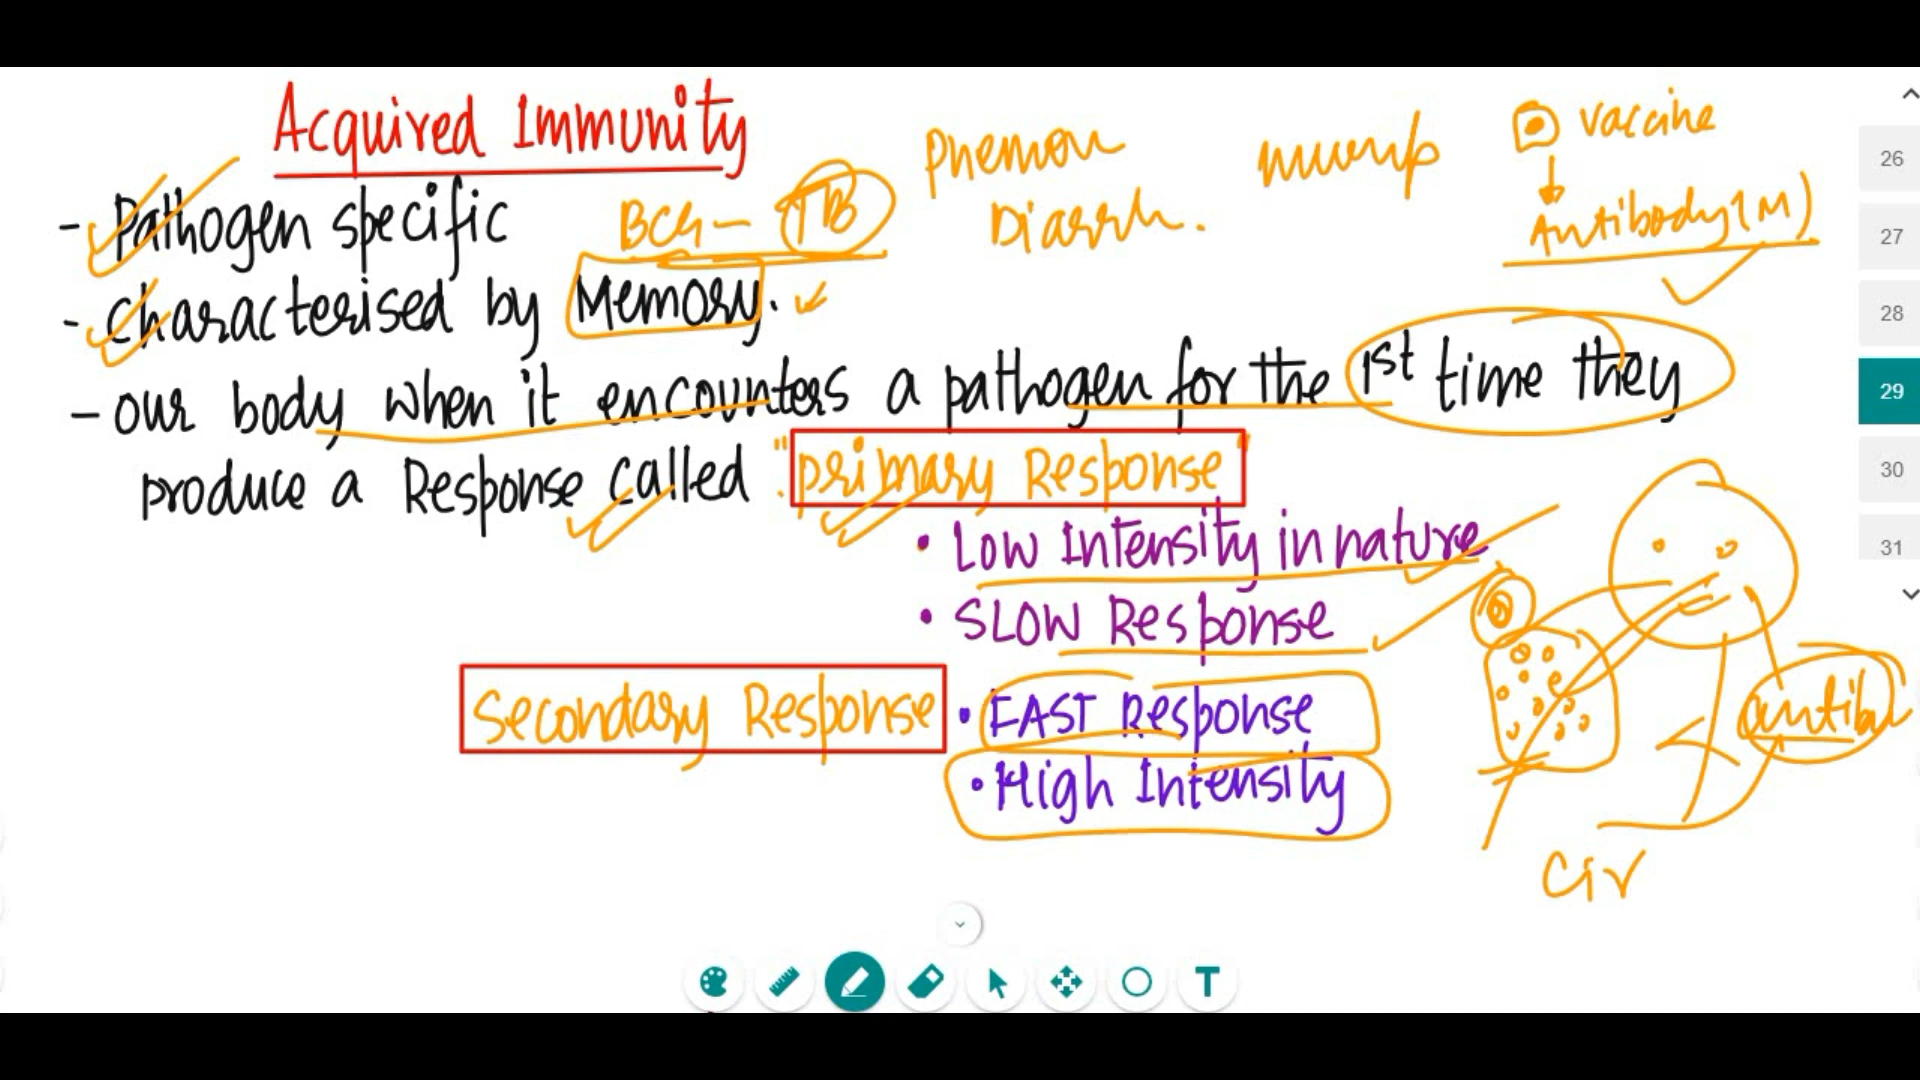 Acquired Immunity
- Pathogen specific
BCG - TB
Diarrh.
vaccine
Antibody (M)
- characterised by Memory.
- our body when it encounters a pathogen for the 1st time they
produce a Response called "primary Response"
• Low Intensity in nature
• SLOW Response
Secondary Response
• FAST Response
• High Intensity
antibo
26
27
28
29
30
31
T